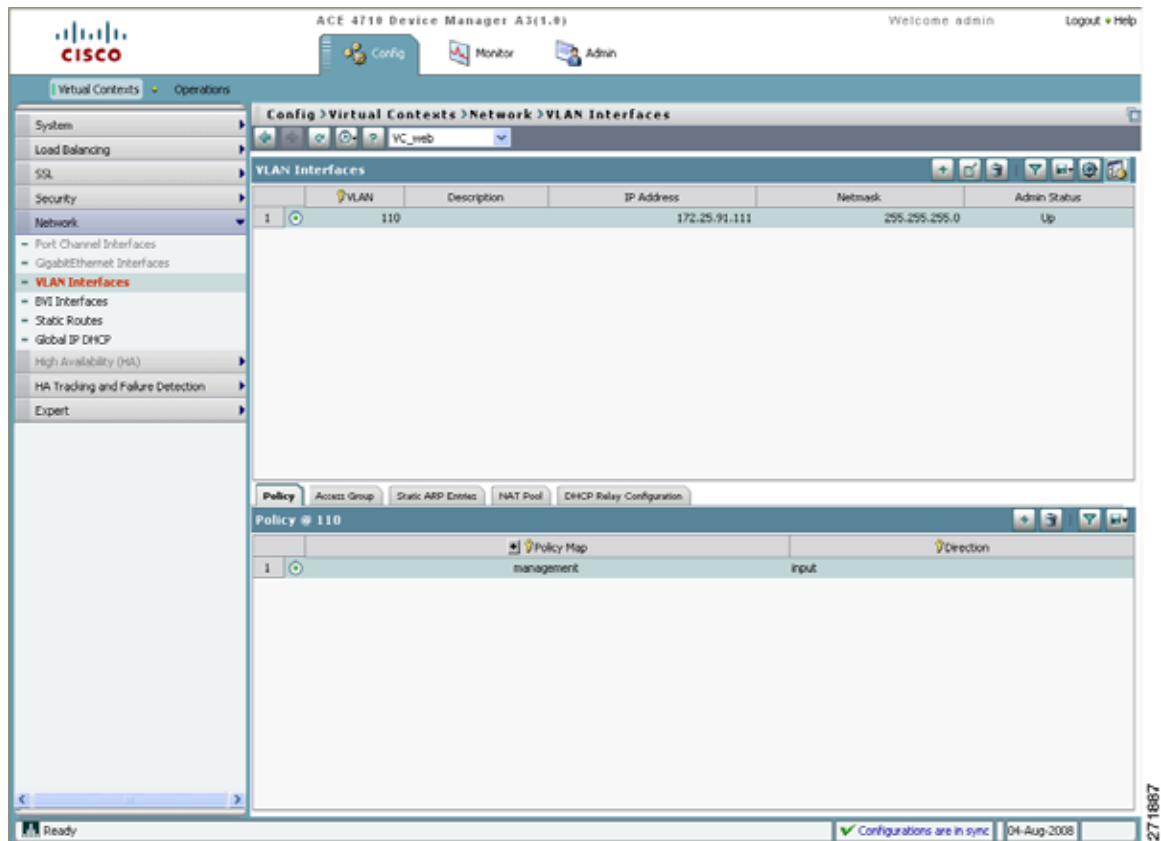 ACE 4710 Device Manager A3(1.0) Welcome admin Logout Help
CISCO
Config Monitor Admin
Virtual Contexts Operations
Config > Virtual Contexts > Network > VLAN Interfaces
VC_web
System
Load Balancing
SSL
Security
Network
Port Channel Interfaces
GigabitEthernet Interfaces
VLAN Interfaces
BVI Interfaces
Static Routes
Global IP DHCP
High Availability (HA)
HA Tracking and Failure Detection
Expert
VLAN Interfaces
VLAN Description IP Address Netmask Admin Status
1 110 172.25.91.111 255.255.255.0 Up
Policy Access Group Static ARP Entries NAT Pool DHCP Relay Configuration
Policy @ 110
Policy Map Direction
1 management input
Ready Configurations are in sync 04-Aug-2008
271887